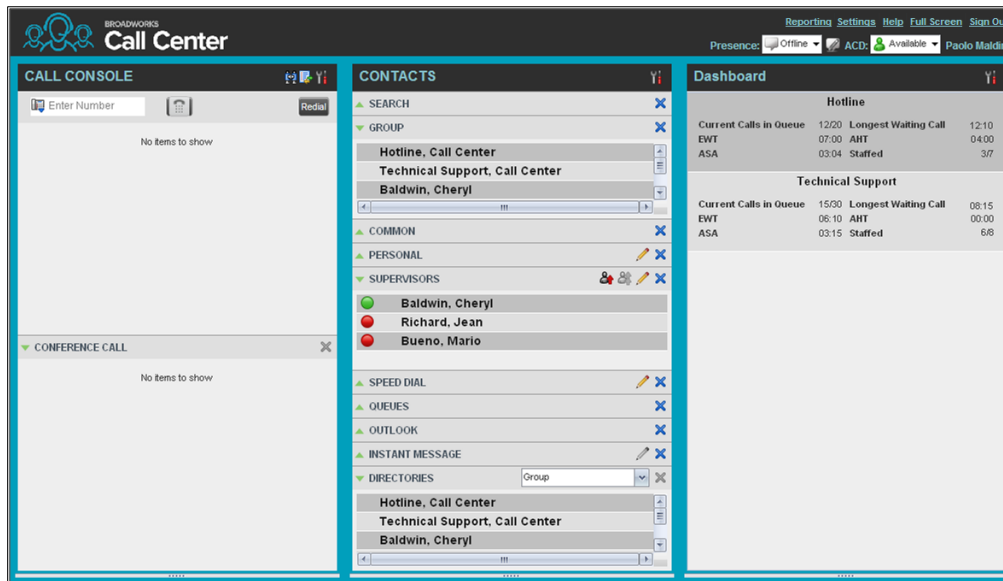 BROADWORKS
Call Center
Reporting Settings Help Full Screen Sign Ou
Presence: Offline ACD: Available Paolo Maldi
CALL CONSOLE
Enter Number Redial
No items to show
CONFERENCE CALL
No items to show
CONTACTS
SEARCH
GROUP
Hotline, Call Center
Technical Support, Call Center
Baldwin, Cheryl
COMMON
PERSONAL
SUPERVISORS
Baldwin, Cheryl
Richard, Jean
Bueno, Mario
SPEED DIAL
QUEUES
OUTLOOK
INSTANT MESSAGE
DIRECTORIES Group
Hotline, Call Center
Technical Support, Call Center
Baldwin, Cheryl
Dashboard
Hotline
Current Calls in Queue 12/20 Longest Waiting Call 12:10
EWT 07:00 AHT 04:00
ASA 03:04 Staffed 3/7
Technical Support
Current Calls in Queue 15/30 Longest Waiting Call 08:15
EWT 06:10 AHT 00:00
ASA 03:15 Staffed 6/8